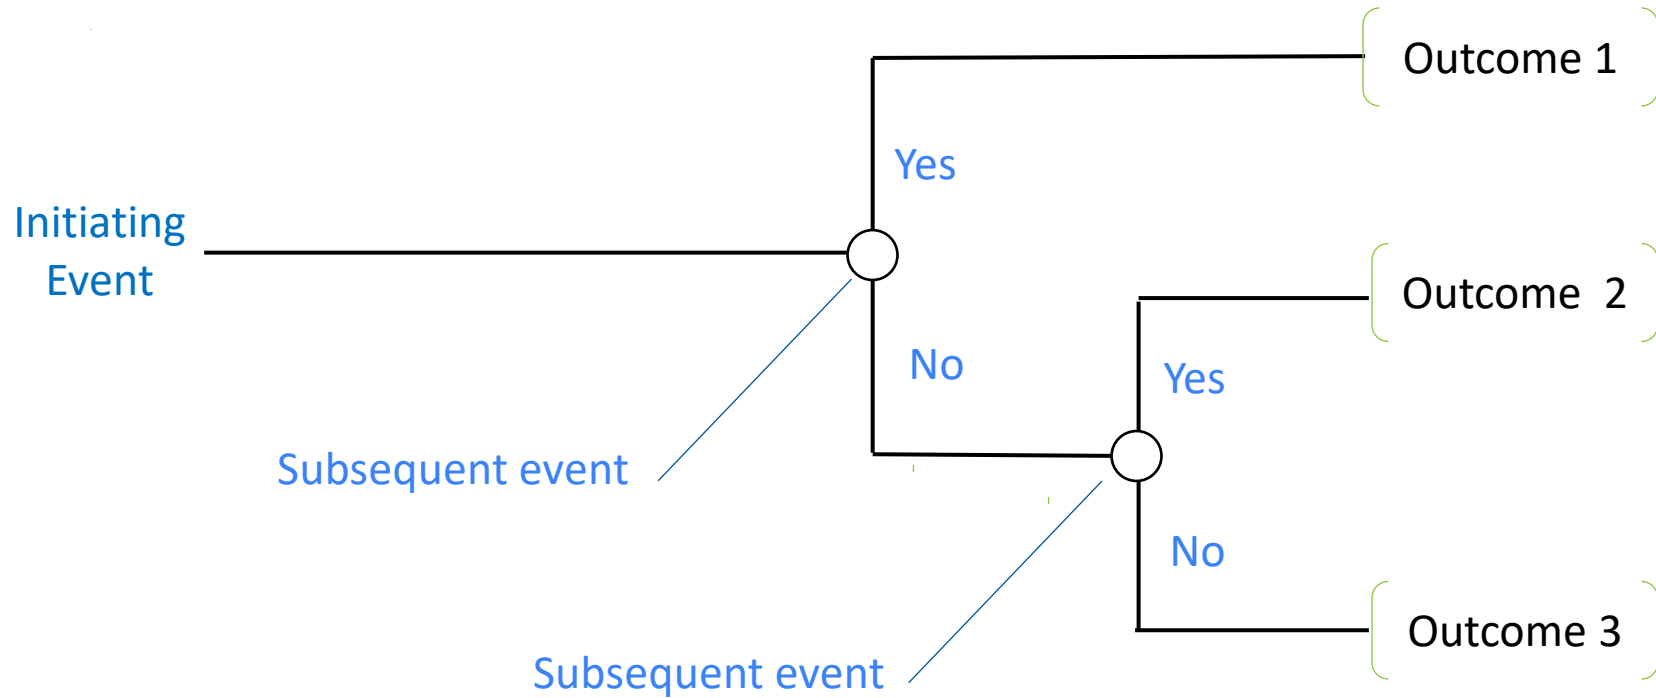 Outcome 1
Yes
Initiating
Event
Outcome  2
No
Yes
Subsequent event
No
Outcome 3
Subsequent event